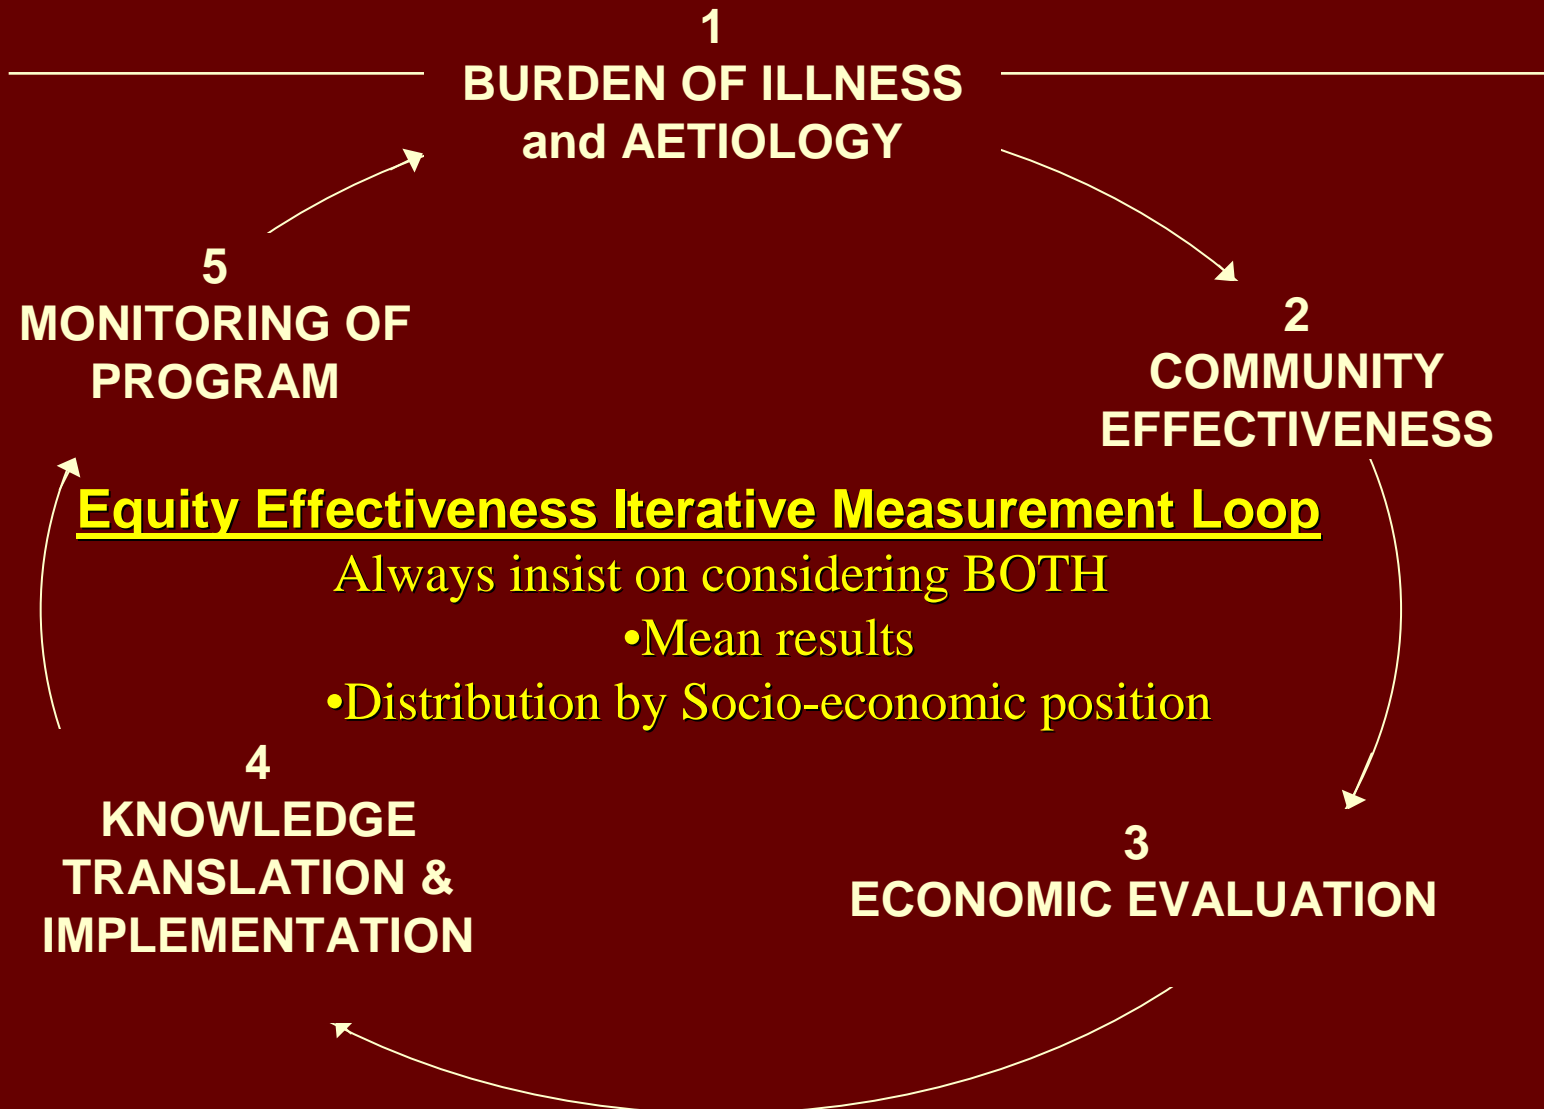 1
BURDEN OF ILLNESS
and AETIOLOGY
5
MONITORING OF
PROGRAM
2
COMMUNITY
EFFECTIVENESS
Equity Effectiveness Iterative Measurement Loop
Always insist on considering BOTH
•Mean results
•Distribution by Socio-economic position
4
KNOWLEDGE
TRANSLATION &
IMPLEMENTATION
3
ECONOMIC EVALUATION